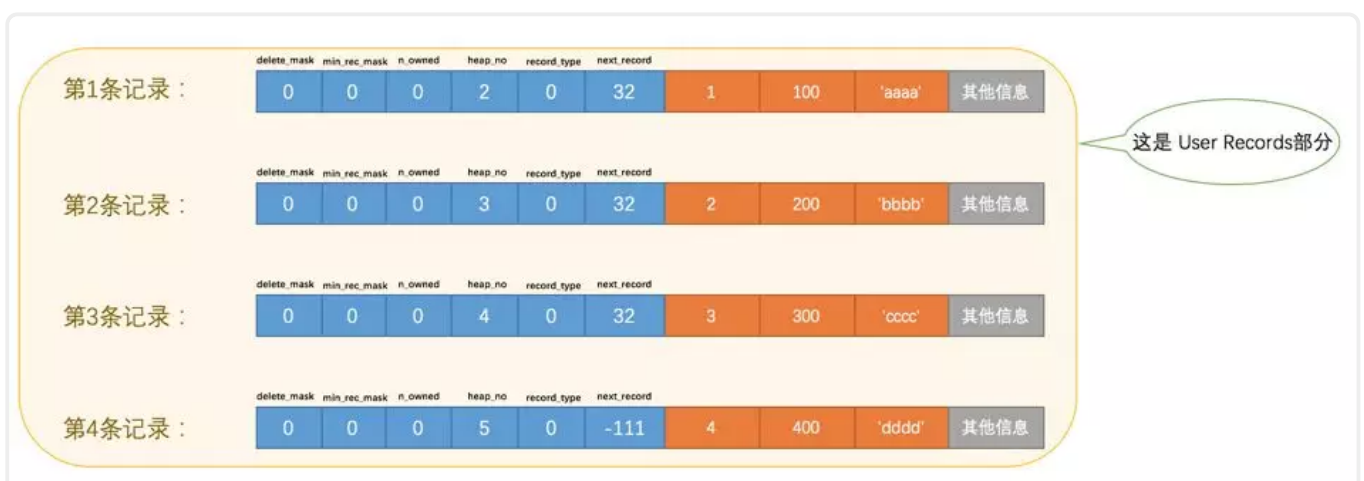 delete_mask min_rec_mask n_owned heap_no record_type next_record
第1条记录： 0 0 0 2 0 32 1 100 'aaaa' 其他信息
这是 User Records部分
delete_mask min_rec_mask n_owned heap_no record_type next_record
第2条记录： 0 0 0 3 0 32 2 200 'bbbb' 其他信息
delete_mask min_rec_mask n_owned heap_no record_type next_record
第3条记录： 0 0 0 4 0 32 3 300 'cccc' 其他信息
delete_mask min_rec_mask n_owned heap_no record_type next_record
第4条记录： 0 0 0 5 0 -111 4 400 'dddd' 其他信息